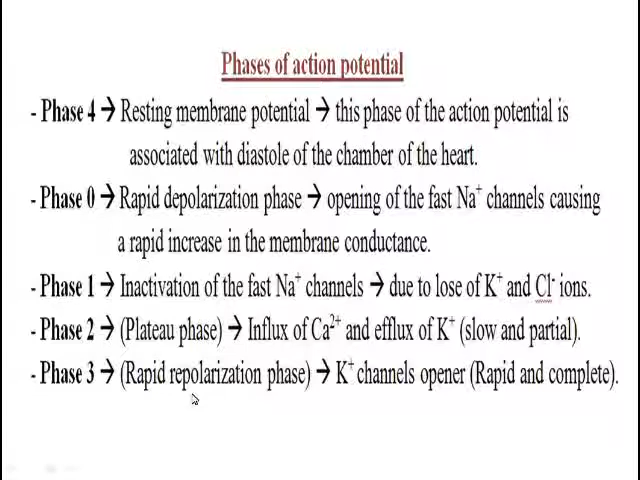 Phases of action potential
- Phase 4 → Resting membrane potential → this phase of the action potential is
associated with diastole of the chamber of the heart.
- Phase 0 → Rapid depolarization phase → opening of the fast Na⁺ channels causing
a rapid increase in the membrane conductance.
- Phase 1 → Inactivation of the fast Na⁺ channels → due to lose of K⁺ and Cl⁻ ions.
- Phase 2 → (Plateau phase) → Influx of Ca²⁺ and efflux of K⁺ (slow and partial).
- Phase 3 → (Rapid repolarization phase) → K⁺ channels opener (Rapid and complete).